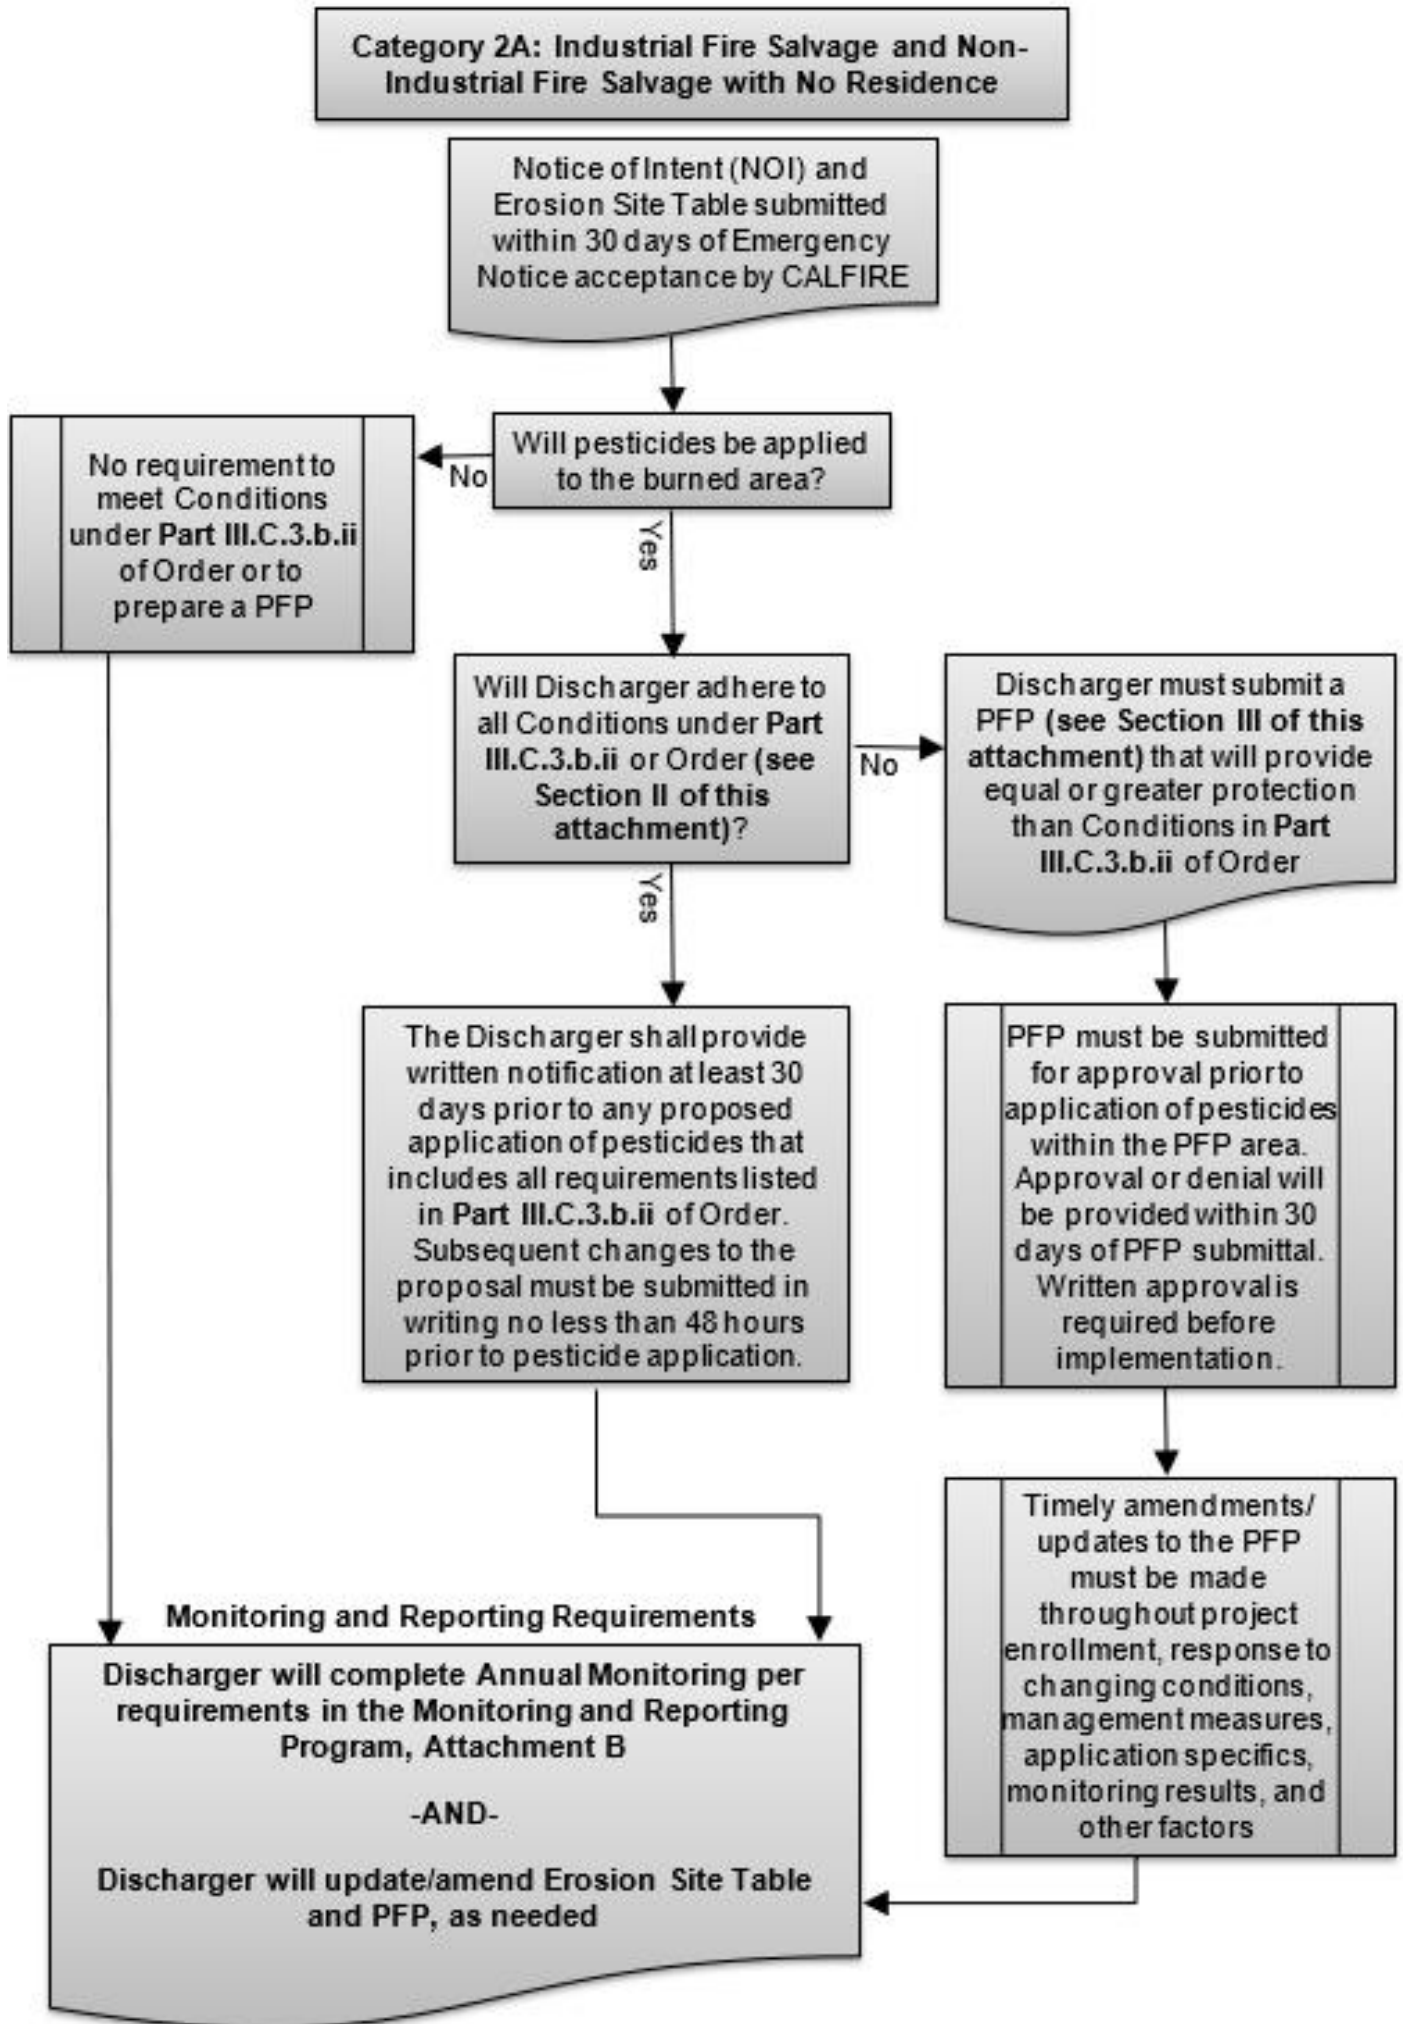 Category 2A: Industrial Fire Salvage and Non-
Industrial Fire Salvage with No Residence
Notice of Intent (NOI) and
Erosion Site Table submitted
within 30 days of Emergency
Notice acceptance by CALFIRE
Will pesticides be applied
to the burned area?
No
No requirement to
meet Conditions
under Part III.C.3.b.ii
of Order or to
prepare a PFP
Yes
Will Discharger adhere to
all Conditions under Part
III.C.3.b.ii or Order (see
Section II of this
attachment)?
No
Discharger must submit a
PFP (see Section III of this
attachment) that will provide
equal or greater protection
than Conditions in Part
III.C.3.b.ii of Order
Yes
The Discharger shall provide
written notification at least 30
days prior to any proposed
application of pesticides that
includes all requirements listed
in Part III.C.3.b.ii of Order.
Subsequent changes to the
proposal must be submitted in
writing no less than 48 hours
prior to pesticide application.
PFP must be submitted
for approval prior to
application of pesticides
within the PFP area.
Approval or denial will
be provided within 30
days of PFP submittal.
Written approval is
required before
implementation.
Timely amendments/
updates to the PFP
must be made
throughout project
enrollment, response to
changing conditions,
management measures,
application specifics,
monitoring results, and
other factors
Monitoring and Reporting Requirements
Discharger will complete Annual Monitoring per
requirements in the Monitoring and Reporting
Program, Attachment B
-AND-
Discharger will update/amend Erosion Site Table
and PFP, as needed